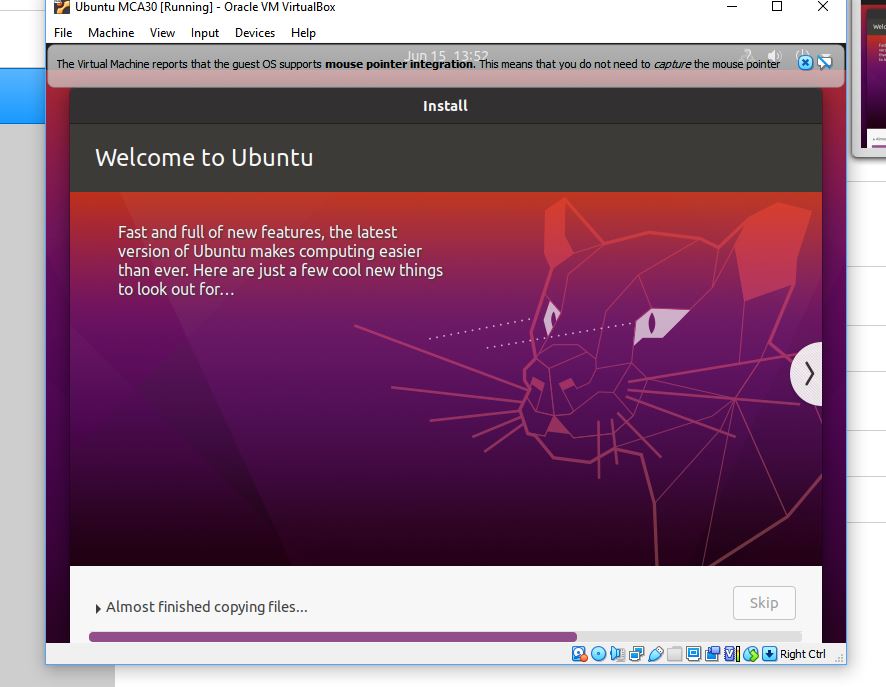 Ubuntu MCA30 [Running] - Oracle VM VirtualBox
File Machine View Input Devices Help
Jun 15 13:52
The Virtual Machine reports that the guest OS supports mouse pointer integration. This means that you do not need to capture the mouse pointer
Install
Welcome to Ubuntu
Fast and full of new features, the latest
version of Ubuntu makes computing easier
than ever. Here are just a few cool new things
to look out for…
Almost finished copying files...
Skip
Right Ctrl